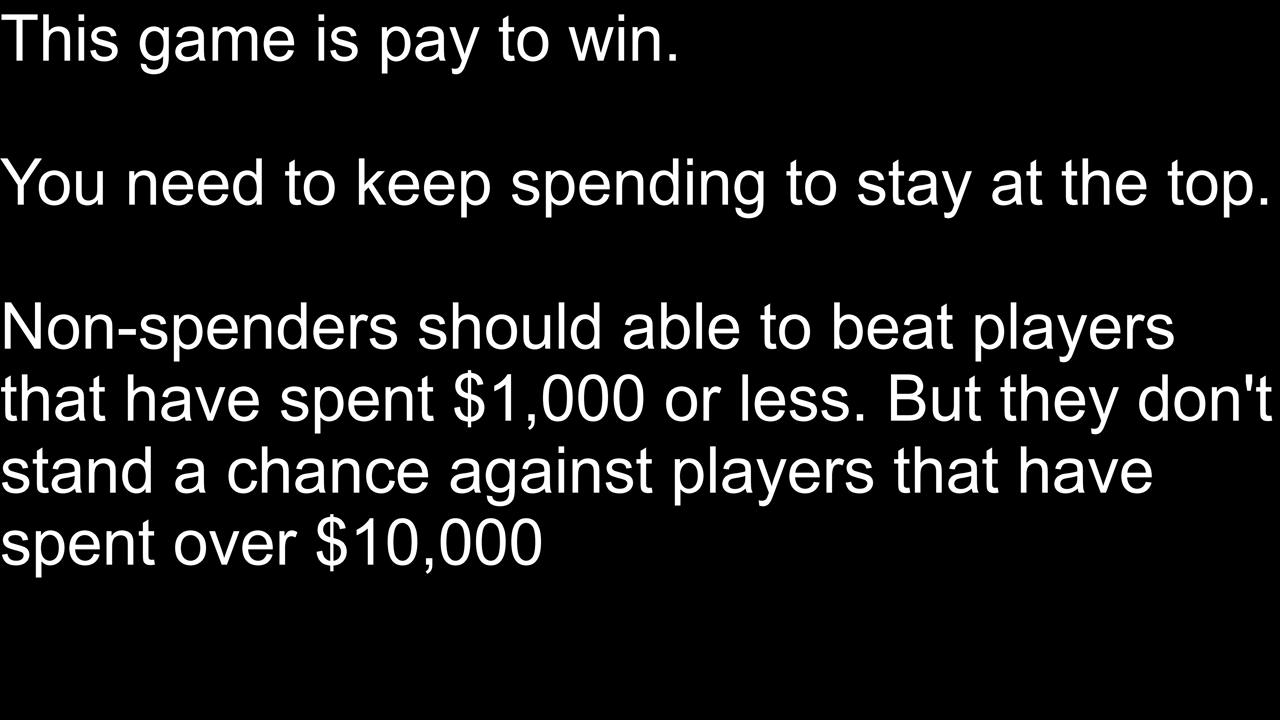 This game is pay to win.
You need to keep spending to stay at the top.
Non-spenders should able to beat players
that have spent $1,000 or less. But they don't
stand a chance against players that have
spent over $10,000